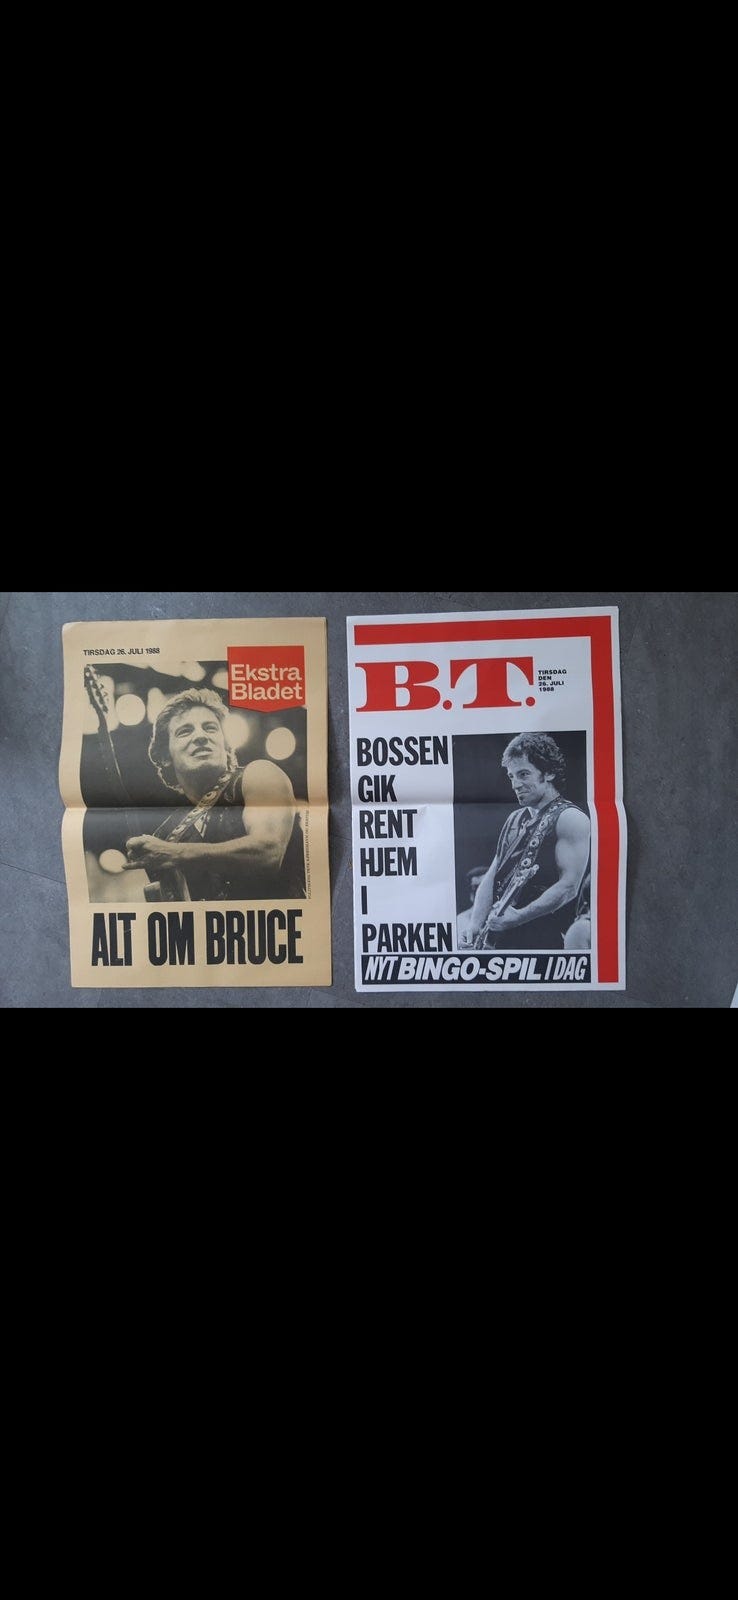 TIRSDAG 26. JULI 1988
Ekstra
Bladet
ALT OM BRUCE
B.T.
TIRSDAG
DEN
26. JULI
1988
BOSSEN
GIK
RENT
HJEM
I
PARKEN
NYT BINGO-SPIL I DAG